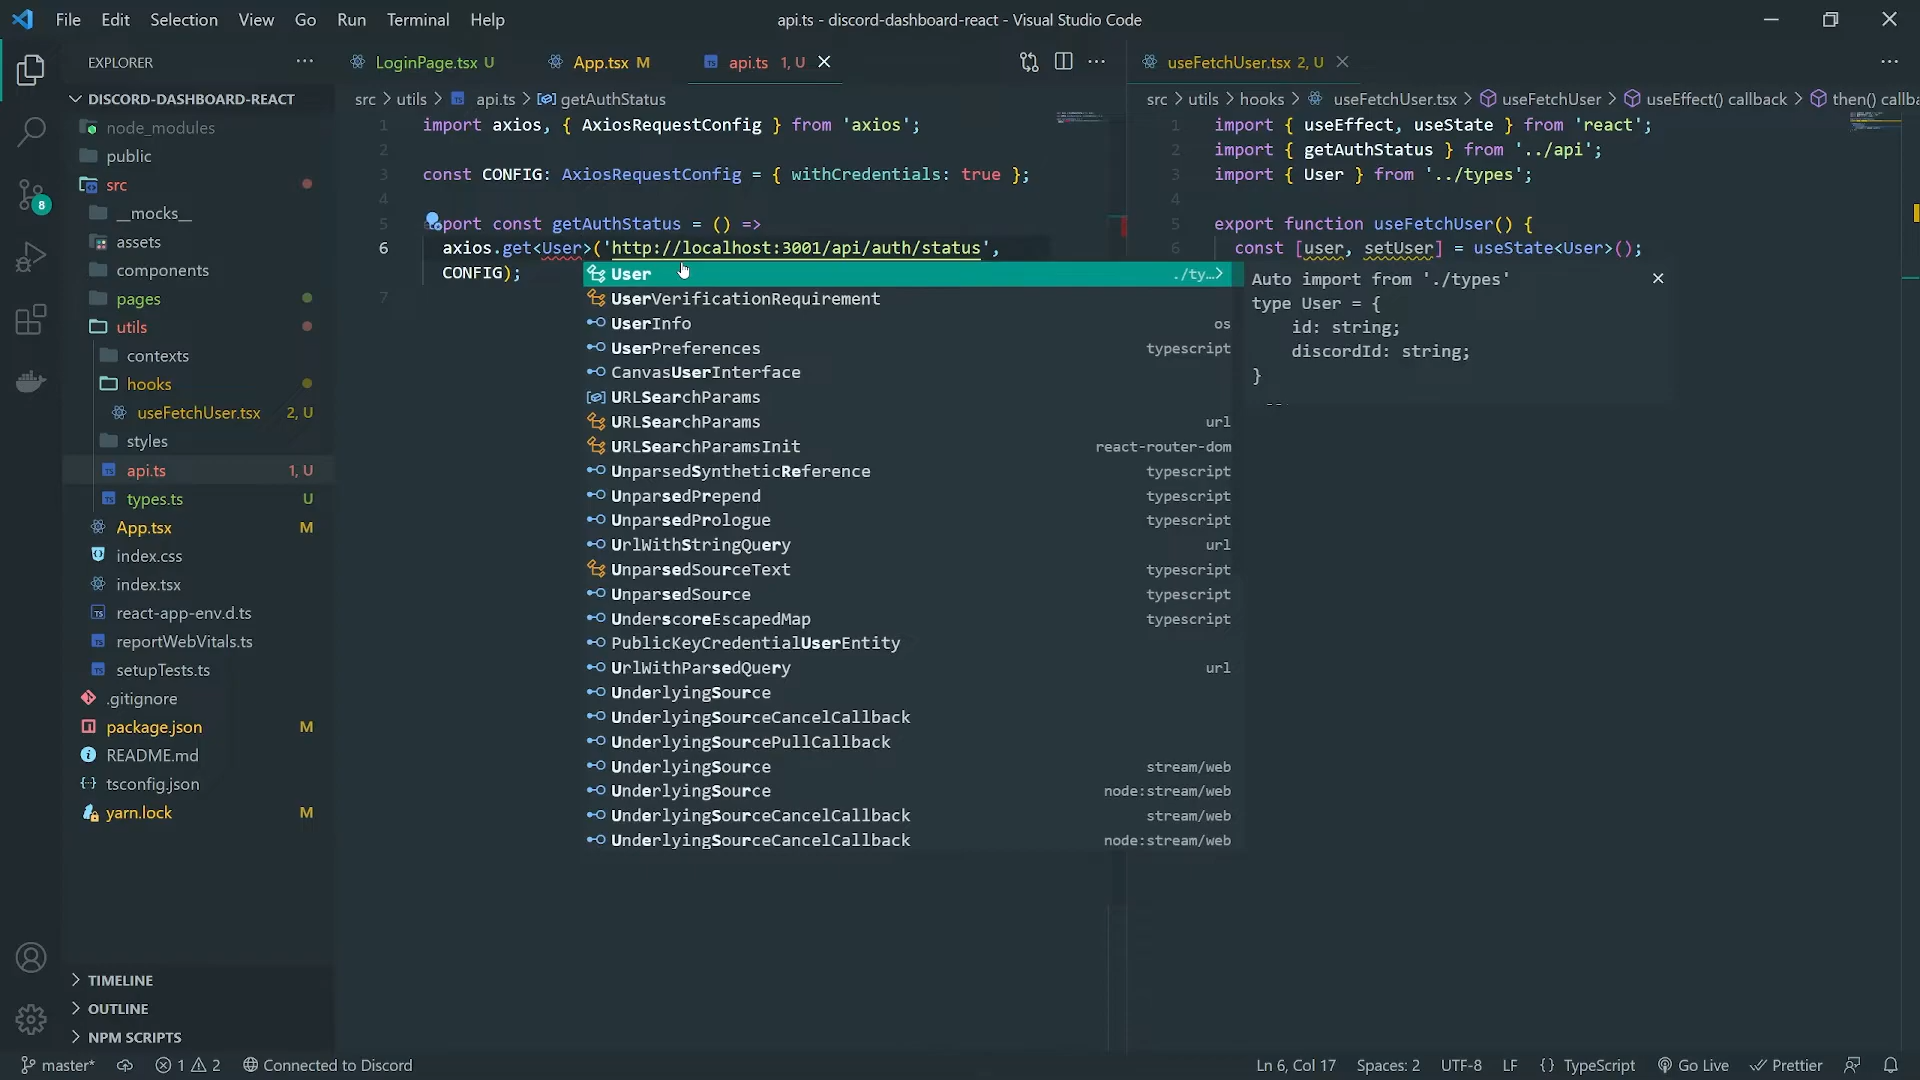 File Edit Selection View Go Run Terminal Help
api.ts - discord-dashboard-react - Visual Studio Code
EXPLORER
DISCORD-DASHBOARD-REACT
node_modules
public
src
__mocks__
assets
components
pages
utils
contexts
hooks
useFetchUser.tsx 2, U
styles
api.ts 1, U
types.ts U
App.tsx M
index.css
index.tsx
react-app-env.d.ts
reportWebVitals.ts
setupTests.ts
.gitignore
package.json M
README.md
tsconfig.json
yarn.lock M
TIMELINE
OUTLINE
NPM SCRIPTS
8
LoginPage.tsx U
App.tsx M
api.ts 1, U
src > utils > api.ts > getAuthStatus
1 import axios, { AxiosRequestConfig } from 'axios';
2
3 const CONFIG: AxiosRequestConfig = { withCredentials: true };
4
5 port const getAuthStatus = () =>
6 axios.get<User>('http://localhost:3001/api/auth/status',
CONFIG);
7
User ./ty…>
UserVerificationRequirement
UserInfo os
UserPreferences typescript
CanvasUserInterface
URLSearchParams
URLSearchParams url
URLSearchParamsInit react-router-dom
UnparsedSyntheticReference typescript
UnparsedPrepend typescript
UnparsedPrologue typescript
UrlWithStringQuery url
UnparsedSourceText typescript
UnparsedSource typescript
UnderscoreEscapedMap typescript
PublicKeyCredentialUserEntity
UrlWithParsedQuery url
UnderlyingSource
UnderlyingSourceCancelCallback
UnderlyingSourcePullCallback
UnderlyingSource stream/web
UnderlyingSource node:stream/web
UnderlyingSourceCancelCallback stream/web
UnderlyingSourceCancelCallback node:stream/web
useFetchUser.tsx 2, U
src > utils > hooks > useFetchUser.tsx > useFetchUser > useEffect() callback > then() callba
1 import { useEffect, useState } from 'react';
2 import { getAuthStatus } from '../api';
3 import { User } from '../types';
4
5 export function useFetchUser() {
6 const [user, setUser] = useState<User>();
Auto import from './types'
type User = {
id: string;
discordId: string;
}
master* 1 2 Connected to Discord
Ln 6, Col 17 Spaces: 2 UTF-8 LF {} TypeScript Go Live Prettier